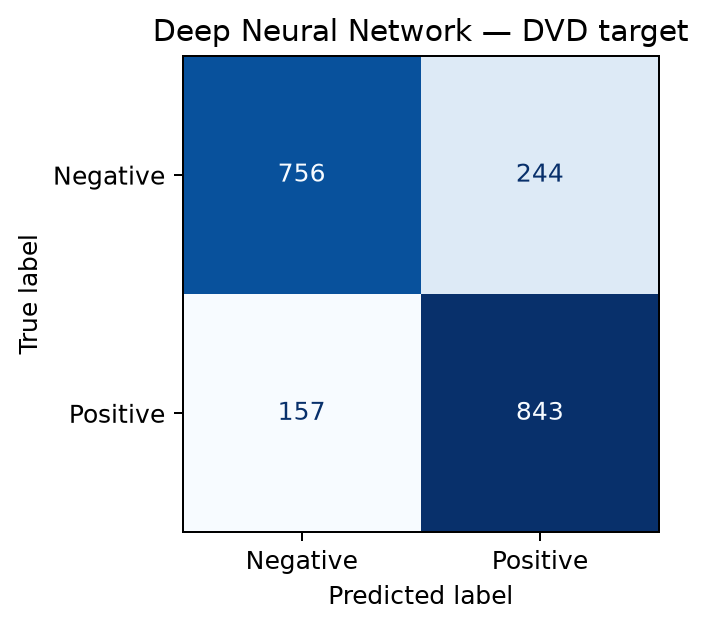 Deep Neural Network — DVD target
True label
Negative
756
244
Positive
157
843
Negative
Positive
Predicted label